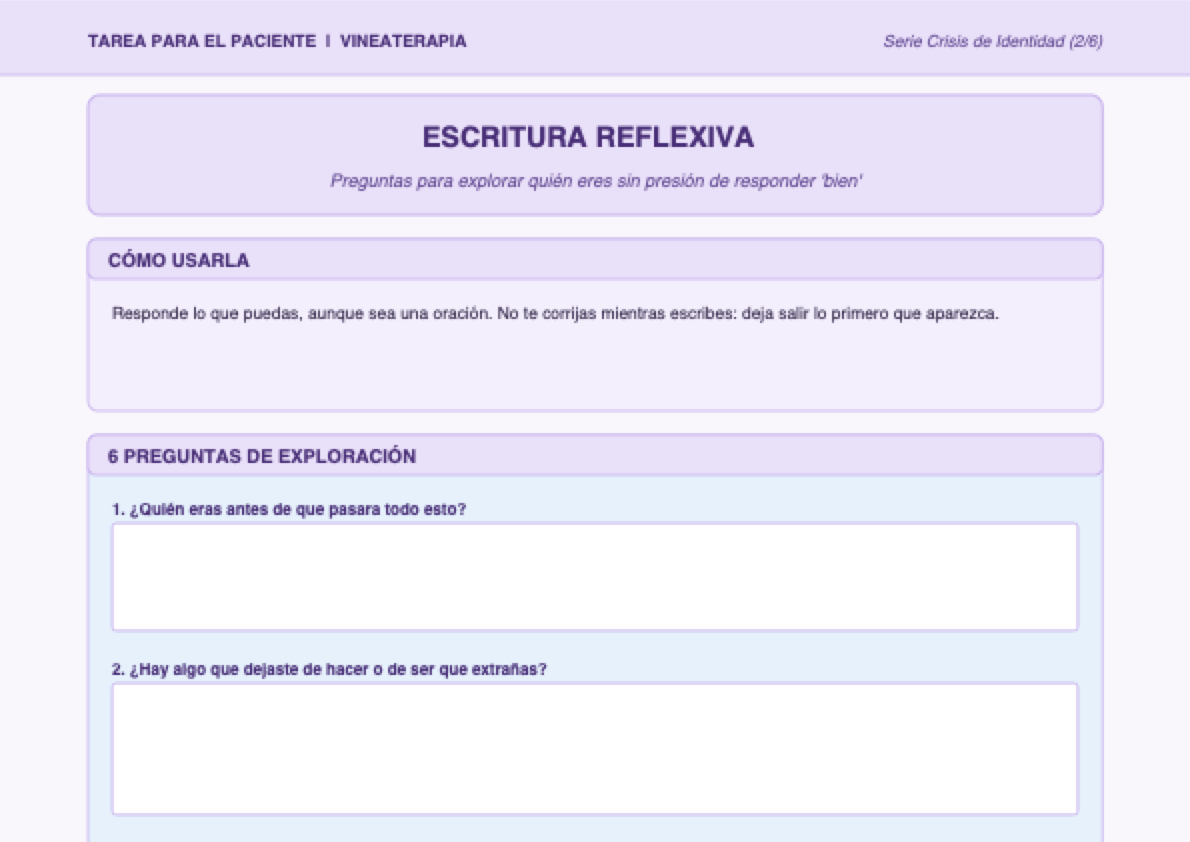 TAREA PARA EL PACIENTE | VINEATERAPIA
Serie Crisis de Identidad (2/6)
ESCRITURA REFLEXIVA
Preguntas para explorar quién eres sin presión de responder 'bien'
CÓMO USARLA
Responde lo que puedas, aunque sea una oración. No te corrijas mientras escribes: deja salir lo primero que aparezca.
6 PREGUNTAS DE EXPLORACIÓN
1. ¿Quién eras antes de que pasara todo esto?
2. ¿Hay algo que dejaste de hacer o de ser que extrañas?